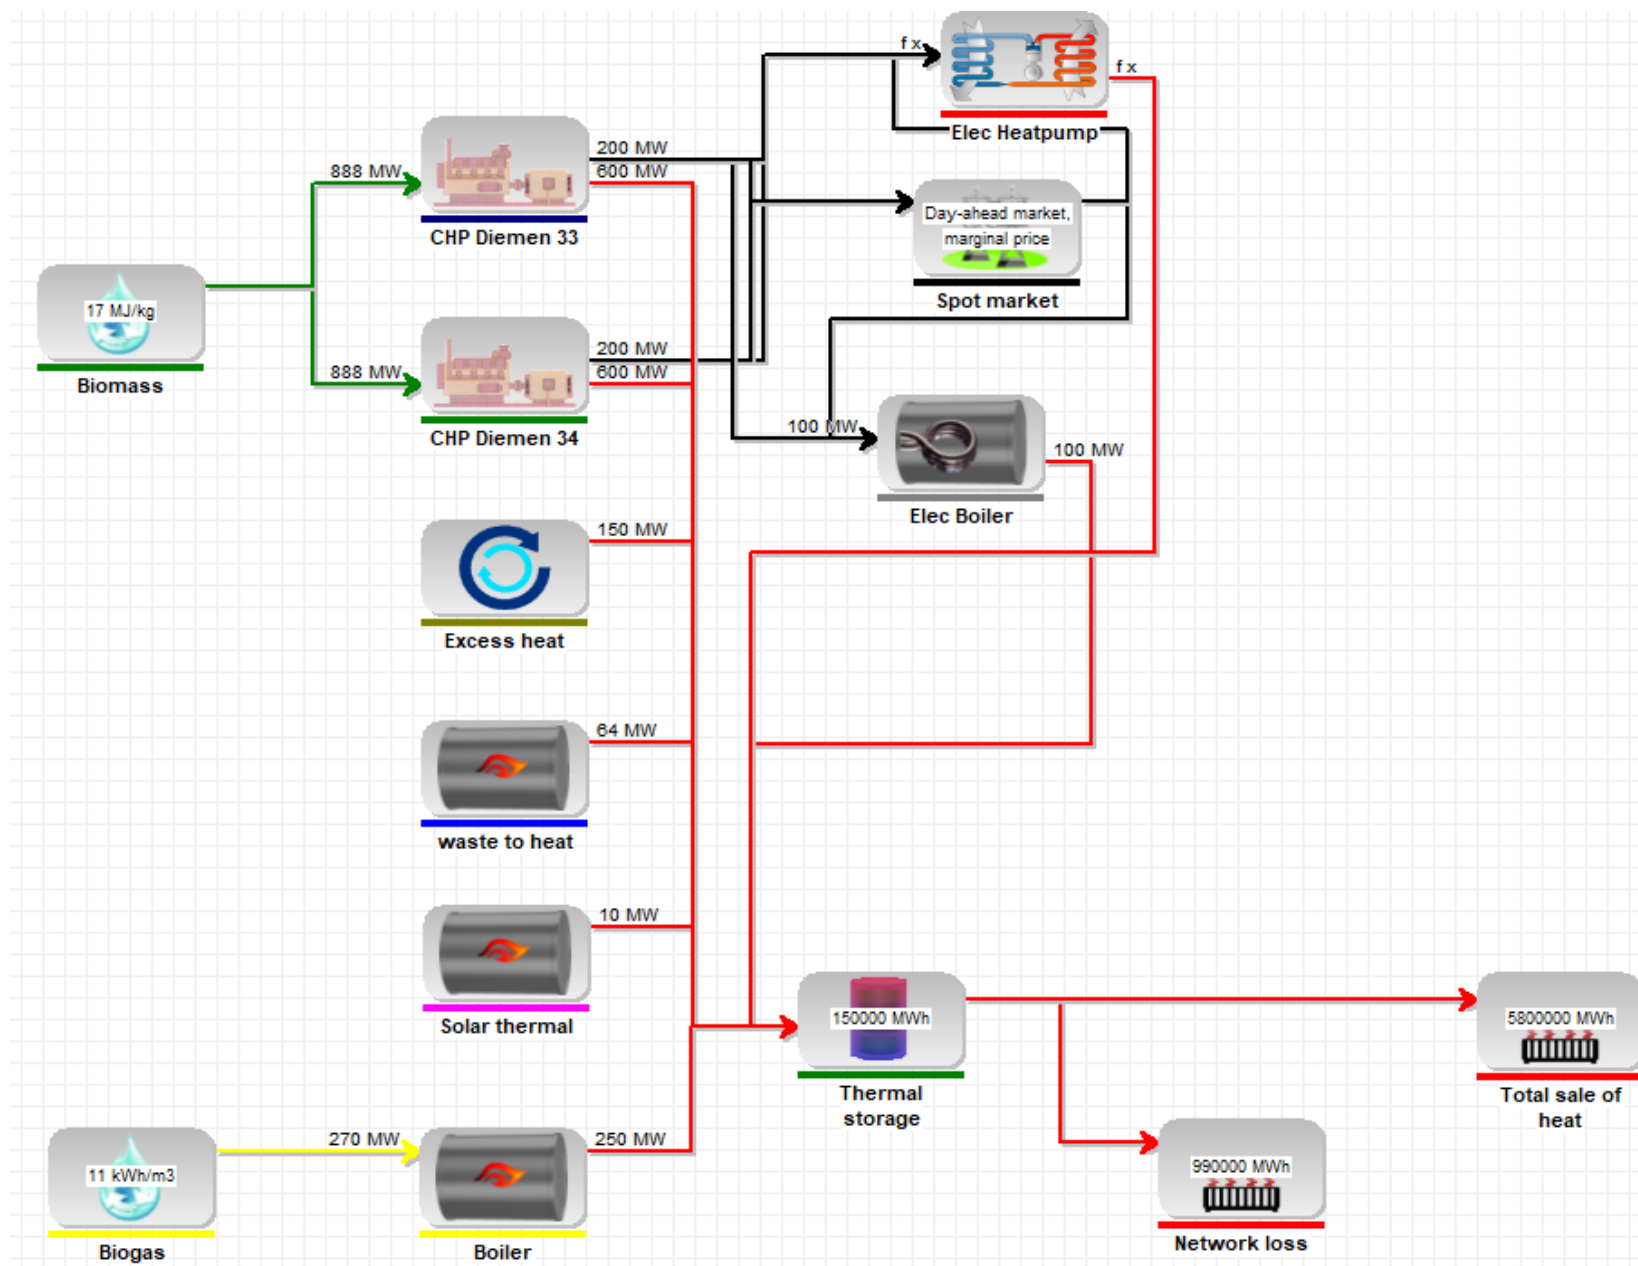 f x
f x
Elec Heatpump
200 MW
888 MW
600 MW
CHP Diemen 33
Day-ahead market,
marginal price
Spot market
17 MJ/kg
Biomass
200 MW
888 MW
600 MW
CHP Diemen 34
100 MW
100 MW
Elec Boiler
150 MW
Excess heat
64 MW
waste to heat
10 MW
Solar thermal
150000 MWh
Thermal
storage
5800000 MWh
Total sale of
heat
270 MW
250 MW
11 kWh/m3
Biogas
Boiler
990000 MWh
Network loss